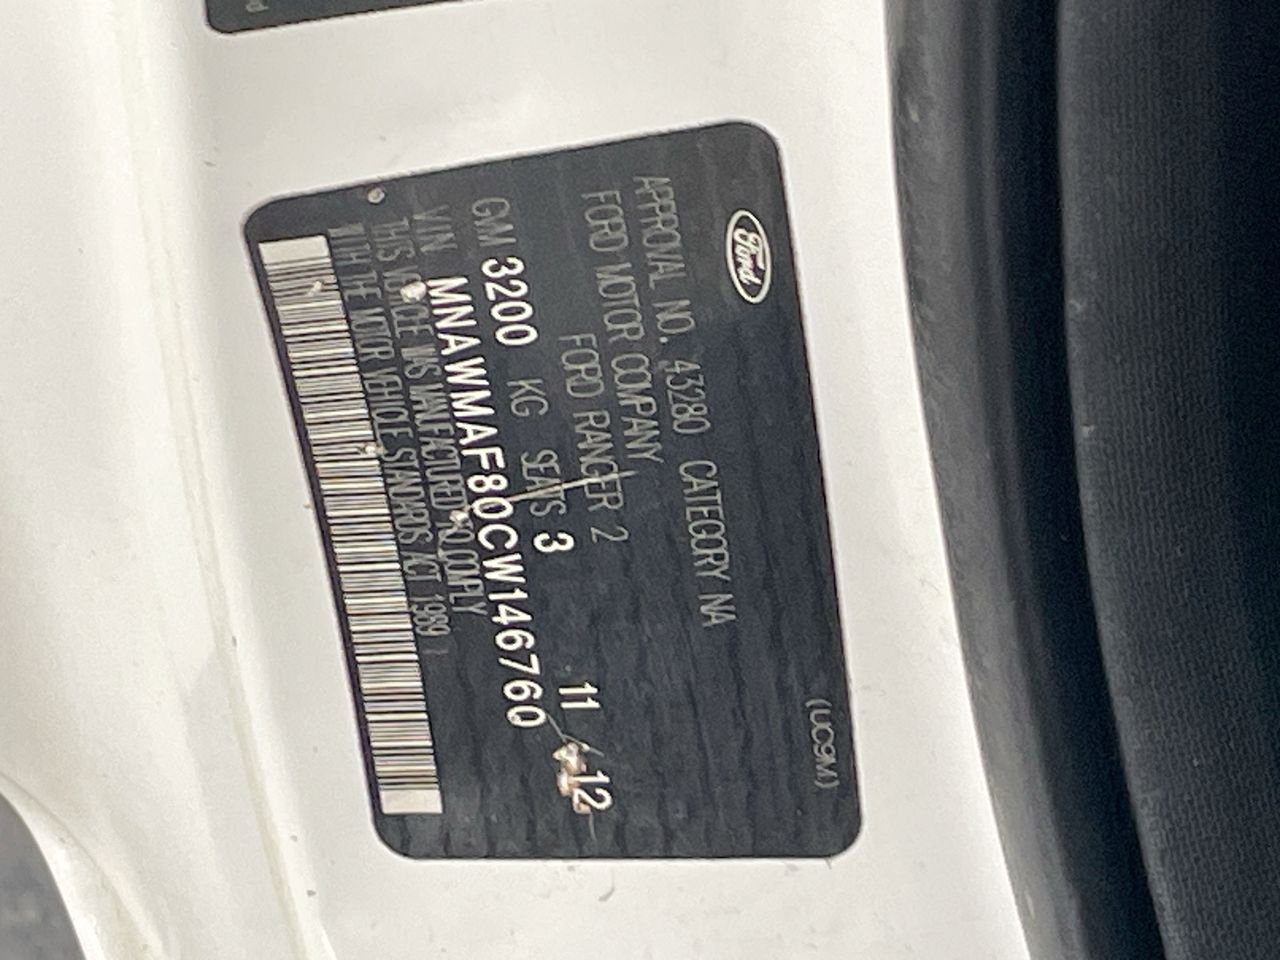 Ford
(UC9M)
APPROVAL NO. 43280 CATEGORY NA
FORD MOTOR COMPANY
FORD RANGER 2
11/12
GVM 3200 KG SEATS 3
VIN MNAWMAF80CW146760
THIS VEHICLE WAS MANUFACTURED TO COMPLY
WITH THE MOTOR VEHICLE STANDARDS ACT 1989